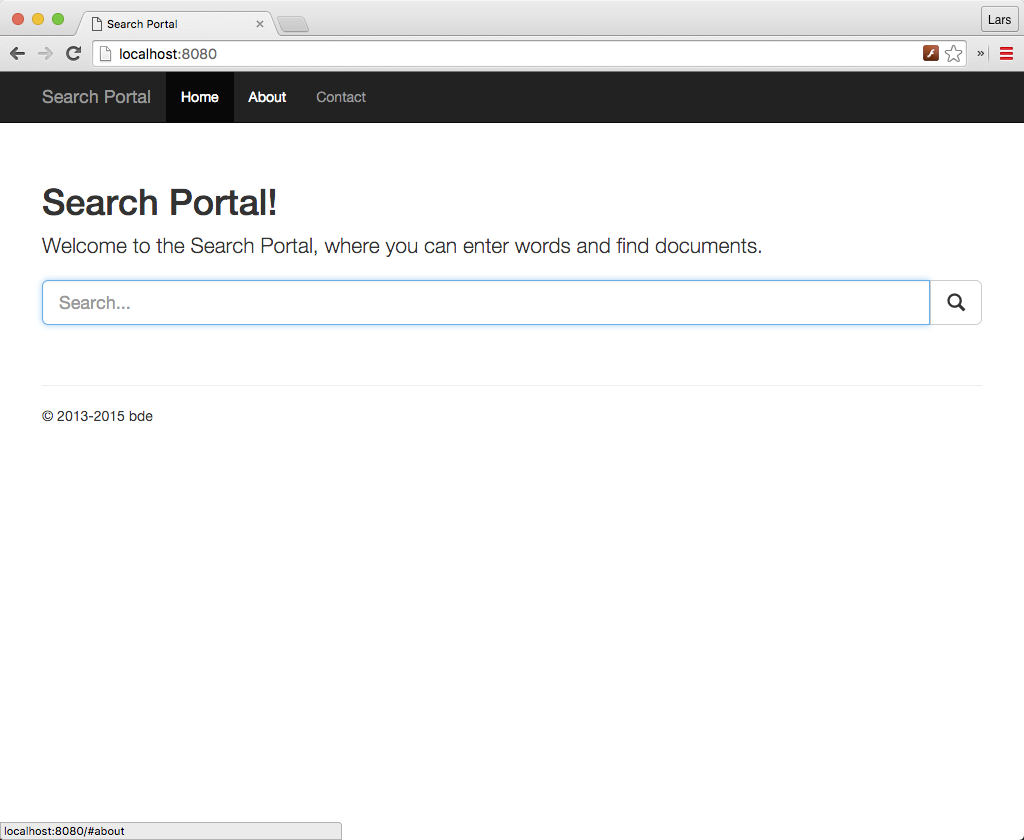 Search Portal
Lars
localhost:8080
»
Search Portal Home About Contact
Search Portal!
Welcome to the Search Portal, where you can enter words and find documents.
Search...
© 2013-2015 bde
localhost:8080/#about